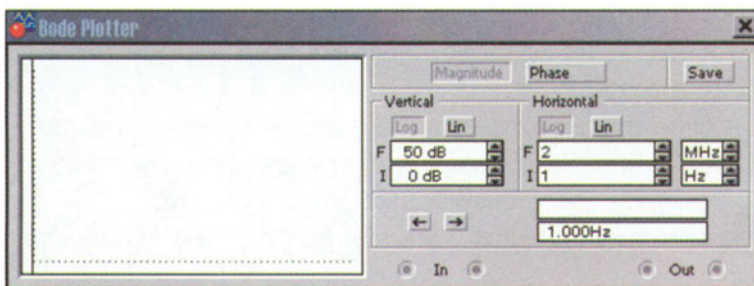 Bode Plotter
Magnitude Phase Save
Vertical Horizontal
Log Lin Log Lin
F 50 dB F 2 MHz
I 0 dB I 1 Hz
← →
1.000Hz
In Out